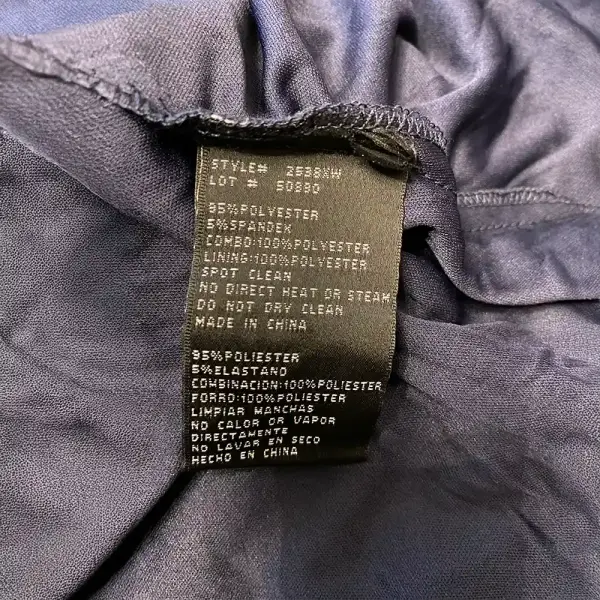 STYLE# 2538XW
LOT # 50890
95%POLYESTER
5%SPANDEX
COMBO:100%POLYESTER
LINING:100%POLYESTER
SPOT CLEAN
NO DIRECT HEAT OR STEAM
DO NOT DRY CLEAN
MADE IN CHINA
95%POLIESTER
5%ELASTANO
COMBINACION:100%POLIESTER
FORRO:100%POLIESTER
LIMPIAR MANCHAS
NO CALOR OR VAPOR
DIRECTAMENTE
NO LAVAR EN SECO
HECHO EN CHINA